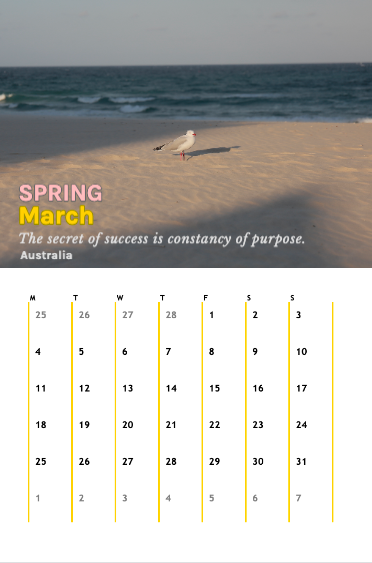 SPRING
March
The secret of success is constancy of purpose.
Australia
M T W T F S S
25 26 27 28 1 2 3
4 5 6 7 8 9 10
11 12 13 14 15 16 17
18 19 20 21 22 23 24
25 26 27 28 29 30 31
1 2 3 4 5 6 7